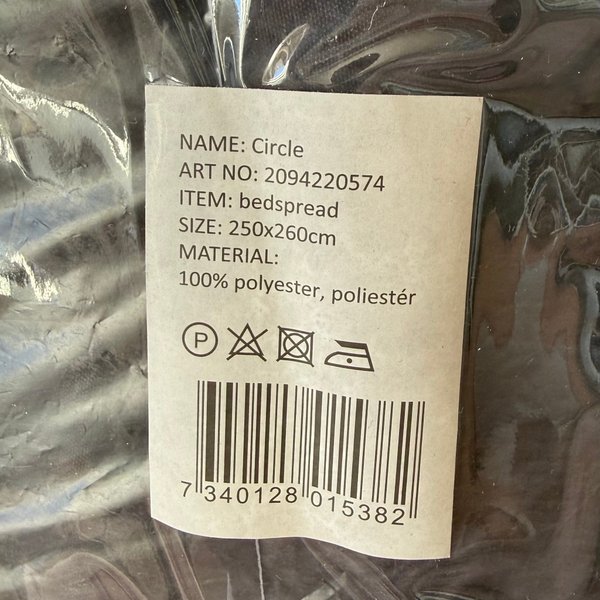 NAME: Circle
ART NO: 2094220574
ITEM: bedspread
SIZE: 250x260cm
MATERIAL:
100% polyester, poliestér
P
7 340128 015382